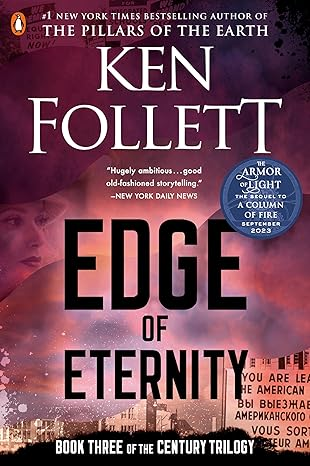 #1 NEW YORK TIMES BESTSELLING AUTHOR OF
THE PILLARS OF THE EARTH
KEN
FOLLETT
"Hugely ambitious...good
old-fashioned storytelling."
—NEW YORK DAILY NEWS
THE
ARMOR
OF
LIGHT
THE SEQUEL TO
A COLUMN
OF FIRE
SEPTEMBER
2023
EDGE
OF
ETERNITY
YOU ARE LEA
THE AMERICAN
ВЫ ВЫЕЗЖАЕ
АМЕРИКАНСКОГО
VOUS SORT
BOOK THREE OF THE CENTURY TRILOGY